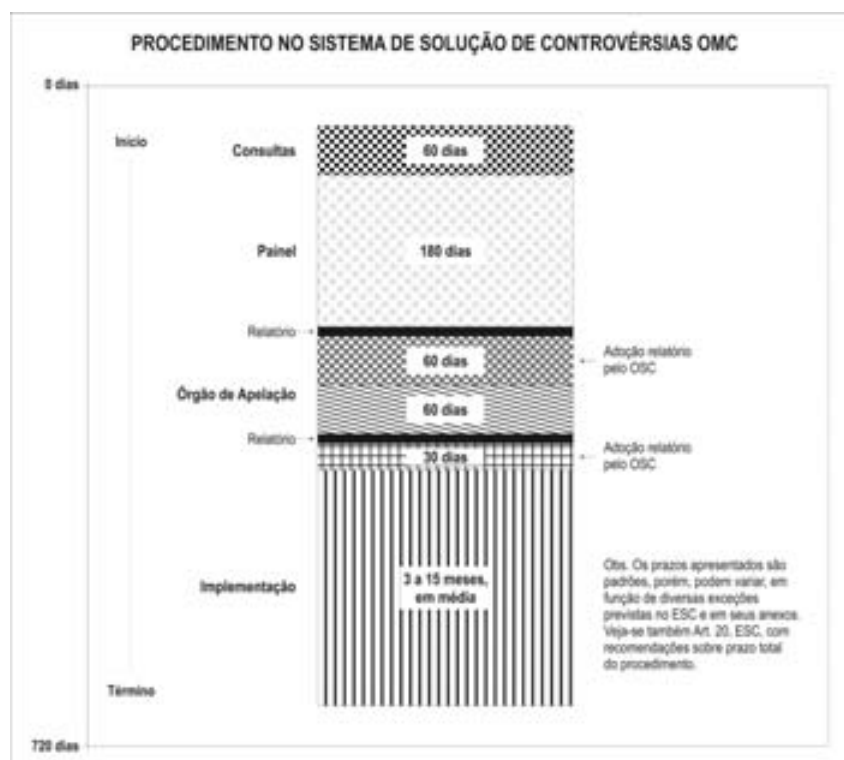 PROCEDIMENTO NO SISTEMA DE SOLUÇÃO DE CONTROVÉRSIAS OMC
0 dias
Início
Consultas
60 dias
Painel
180 dias
Relatório
60 dias
Adoção relatório
pelo OSC
Órgão de Apelação
60 dias
Relatório
30 dias
Adoção relatório
pelo OSC
Implementação
3 a 15 meses,
em média
Obs. Os prazos apresentados são
padrões, porém, podem variar, em
função de diversas exceções
previstas no ESC e em seus anexos.
Veja-se também Art. 20, ESC, com
recomendações sobre prazo total
do procedimento.
Término
720 dias